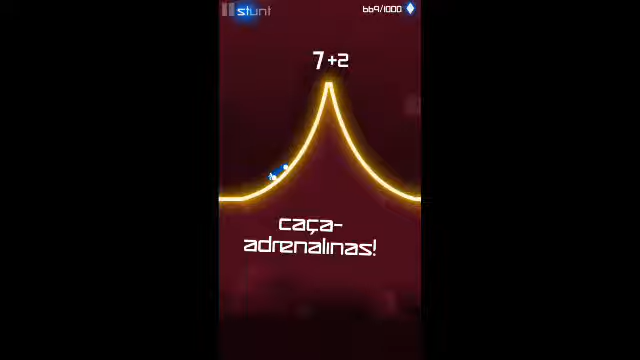 stunt
669/1000
7 +2
caça-
adrenalinas!